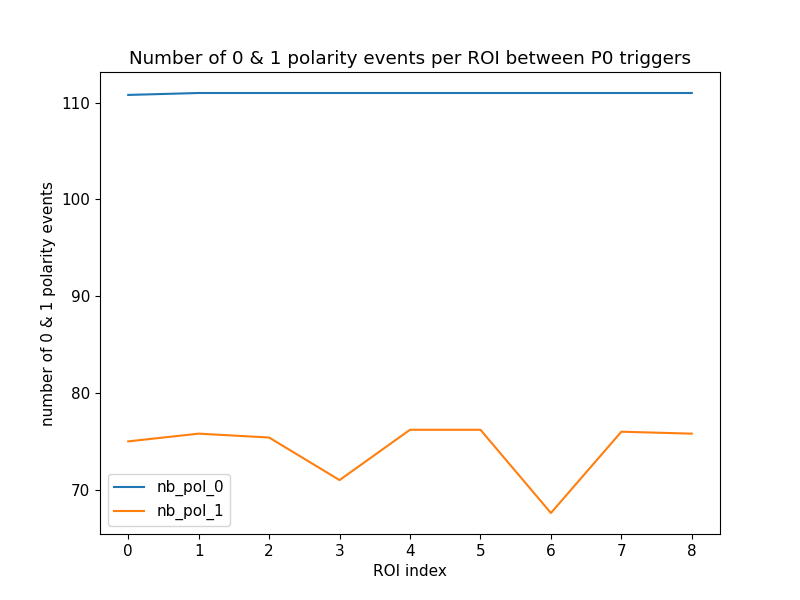 Number of 0 & 1 polarity events per ROI between P0 triggers
number of 0 & 1 polarity events
110
100
90
80
70
nb_pol_0
nb_pol_1
0 1 2 3 4 5 6 7 8
ROI index